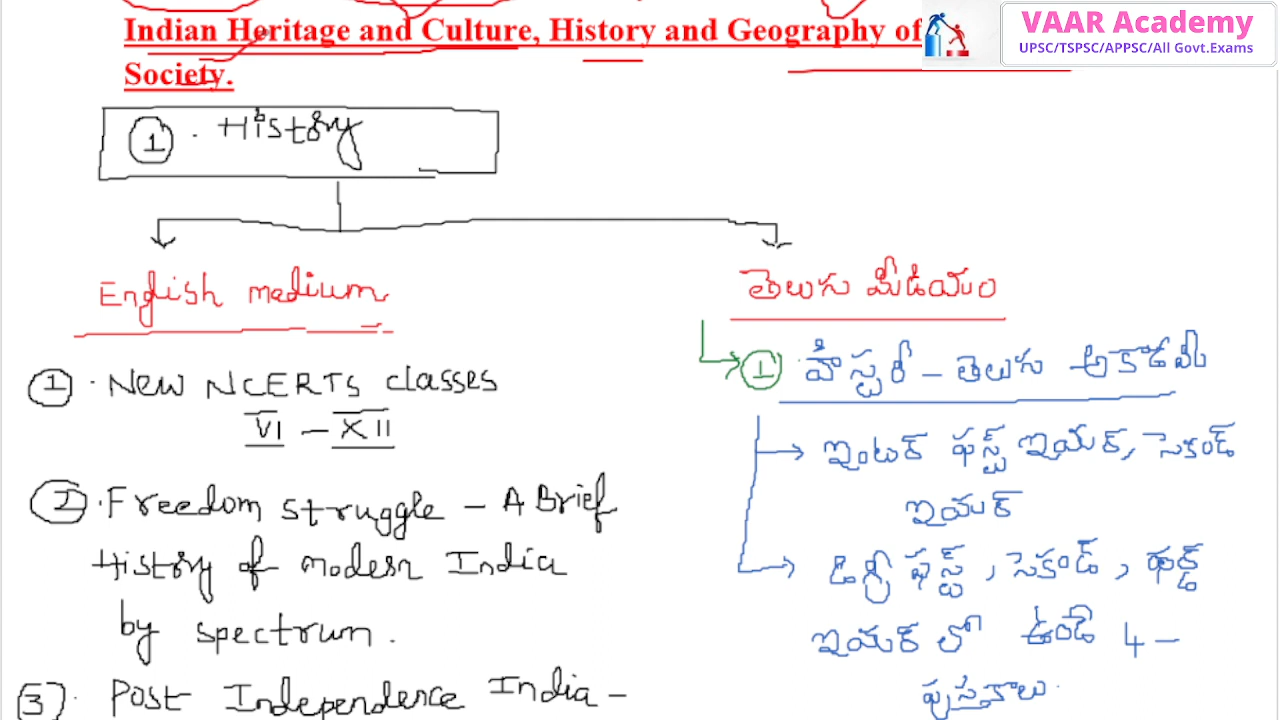 Indian Heritage and Culture, History and Geography of
Society.
VAAR Academy
UPSC/TSPSC/APPSC/All Govt.Exams
1 . History
English medium
1 . New NCERTS classes
VI - XII
2 . Freedom struggle - A Brief
History of modern India
by spectrum.
3 . Post Independence India -
తెలుగు మీడియం
1 హిస్టరీ - తెలుగు అకాడమీ
ఇంటర్ ఫస్ట్ ఇయర్, సెకండ్
ఇయర్
డిగ్రీ ఫస్ట్, సెకండ్, థర్డ్
ఇయర్ లో ఉండే 4 -
పుస్తకాలు